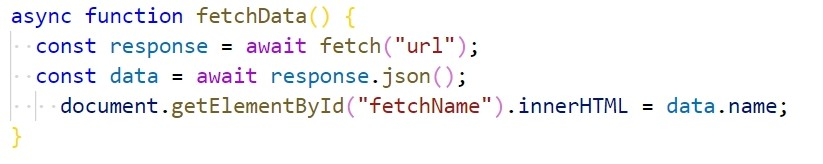 async function fetchData() {
  const response = await fetch("url");
  const data = await response.json();
    document.getElementById("fetchName").innerHTML = data.name;
}